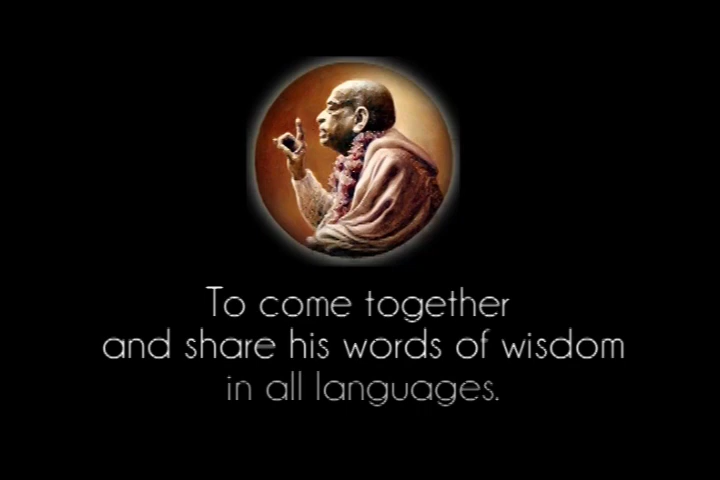 To come together
and share his words of wisdom
in all languages.